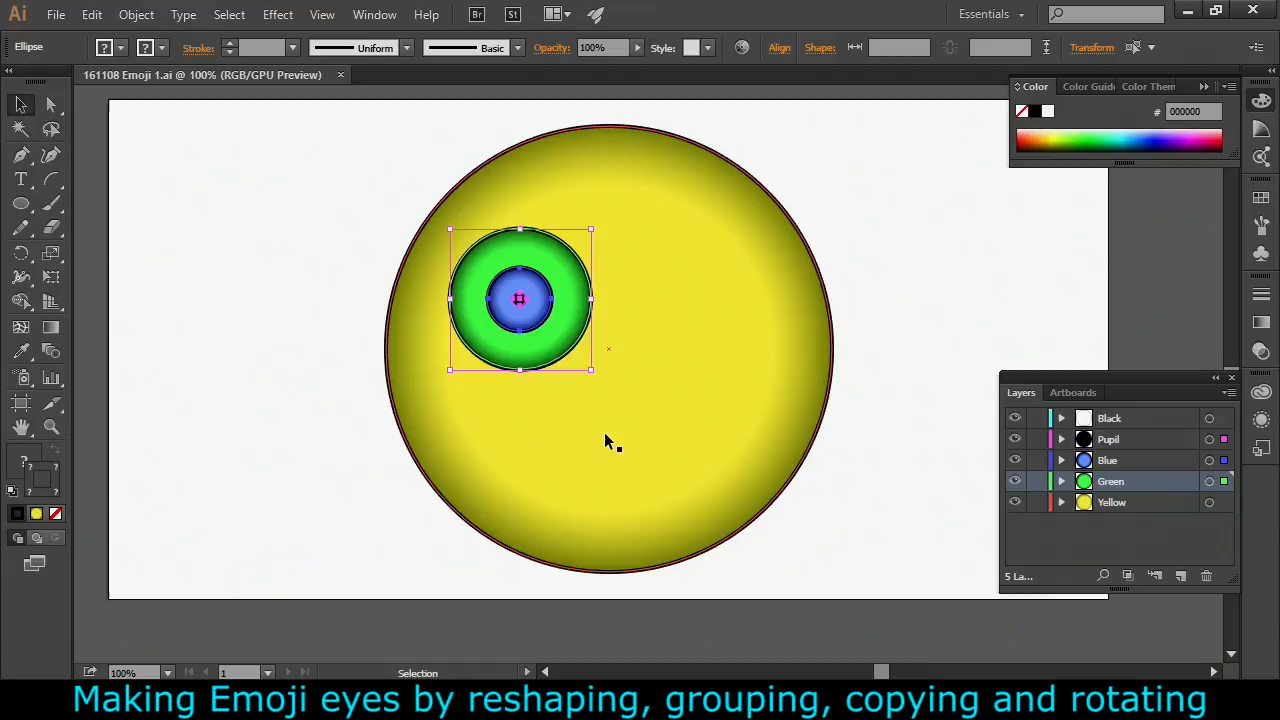 Ai File Edit Object Type Select Effect View Window Help Br St Essentials
Ellipse ? ? Stroke: Uniform Basic Opacity: 100% Style: Align Shape: Transform
161108 Emoji 1.ai @ 100% (RGB/GPU Preview)
Color Color Guide Color Them
# 000000
Layers Artboards
Black
Pupil
Blue
Green
Yellow
5 La...
100% 1 Selection
Making Emoji eyes by reshaping, grouping, copying and rotating